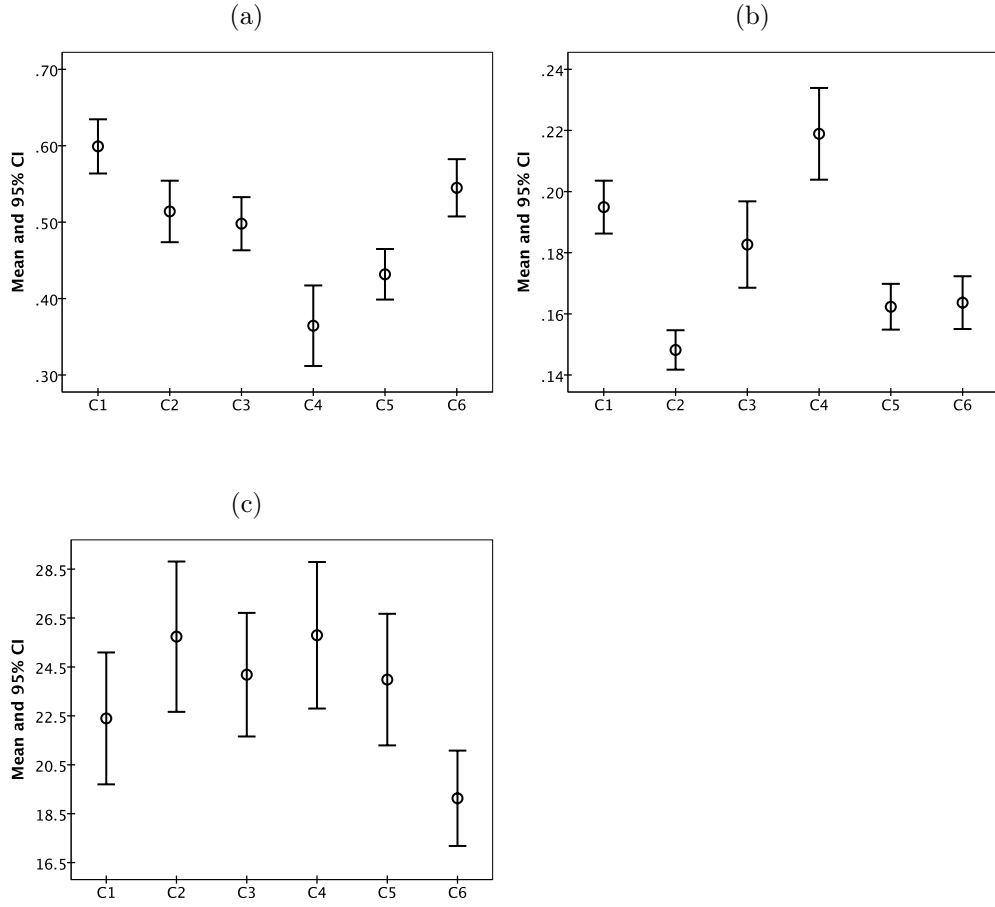 (a)
Mean and 95% CI
.70
.60
.50
.40
.30
C1 C2 C3 C4 C5 C6
(b)
Mean and 95% CI
.24
.22
.20
.18
.16
.14
C1 C2 C3 C4 C5 C6
(c)
Mean and 95% CI
28.5
26.5
24.5
22.5
20.5
18.5
16.5
C1 C2 C3 C4 C5 C6